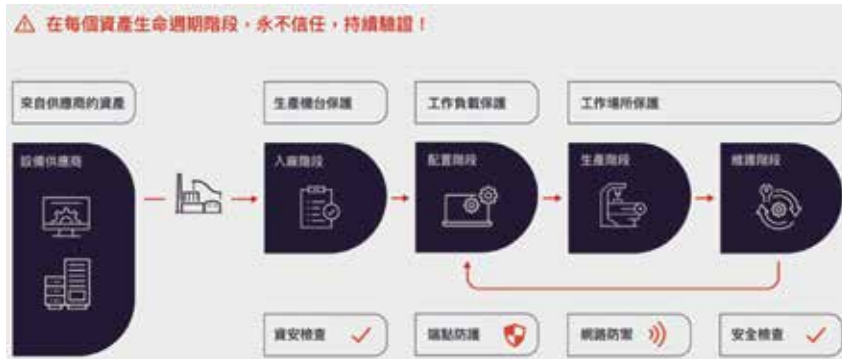 在每個資產生命週期階段，永不信任，持續驗證！
來自供應商的資產
生產機台保護
工作負載保護
工作場所保護
設備供應商
入廠階段
配置階段
生產階段
維護階段
資安檢查
端點防護
網路防禦
安全檢查